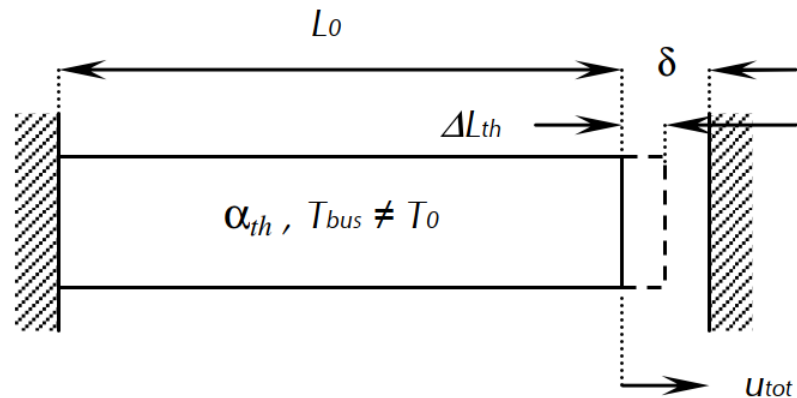 L0
δ
ΔLth
αth , Tbus ≠ T0
utot